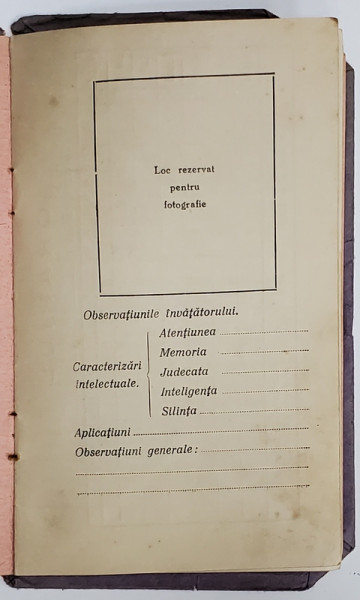 Loc rezervat
pentru
fotografie
Observațiunile învățătorului.
Caracterizări
intelectuale.
Atențiunea
Memoria
Judecata
Inteligența
Silința
Aplicațiuni
Observațiuni generale: